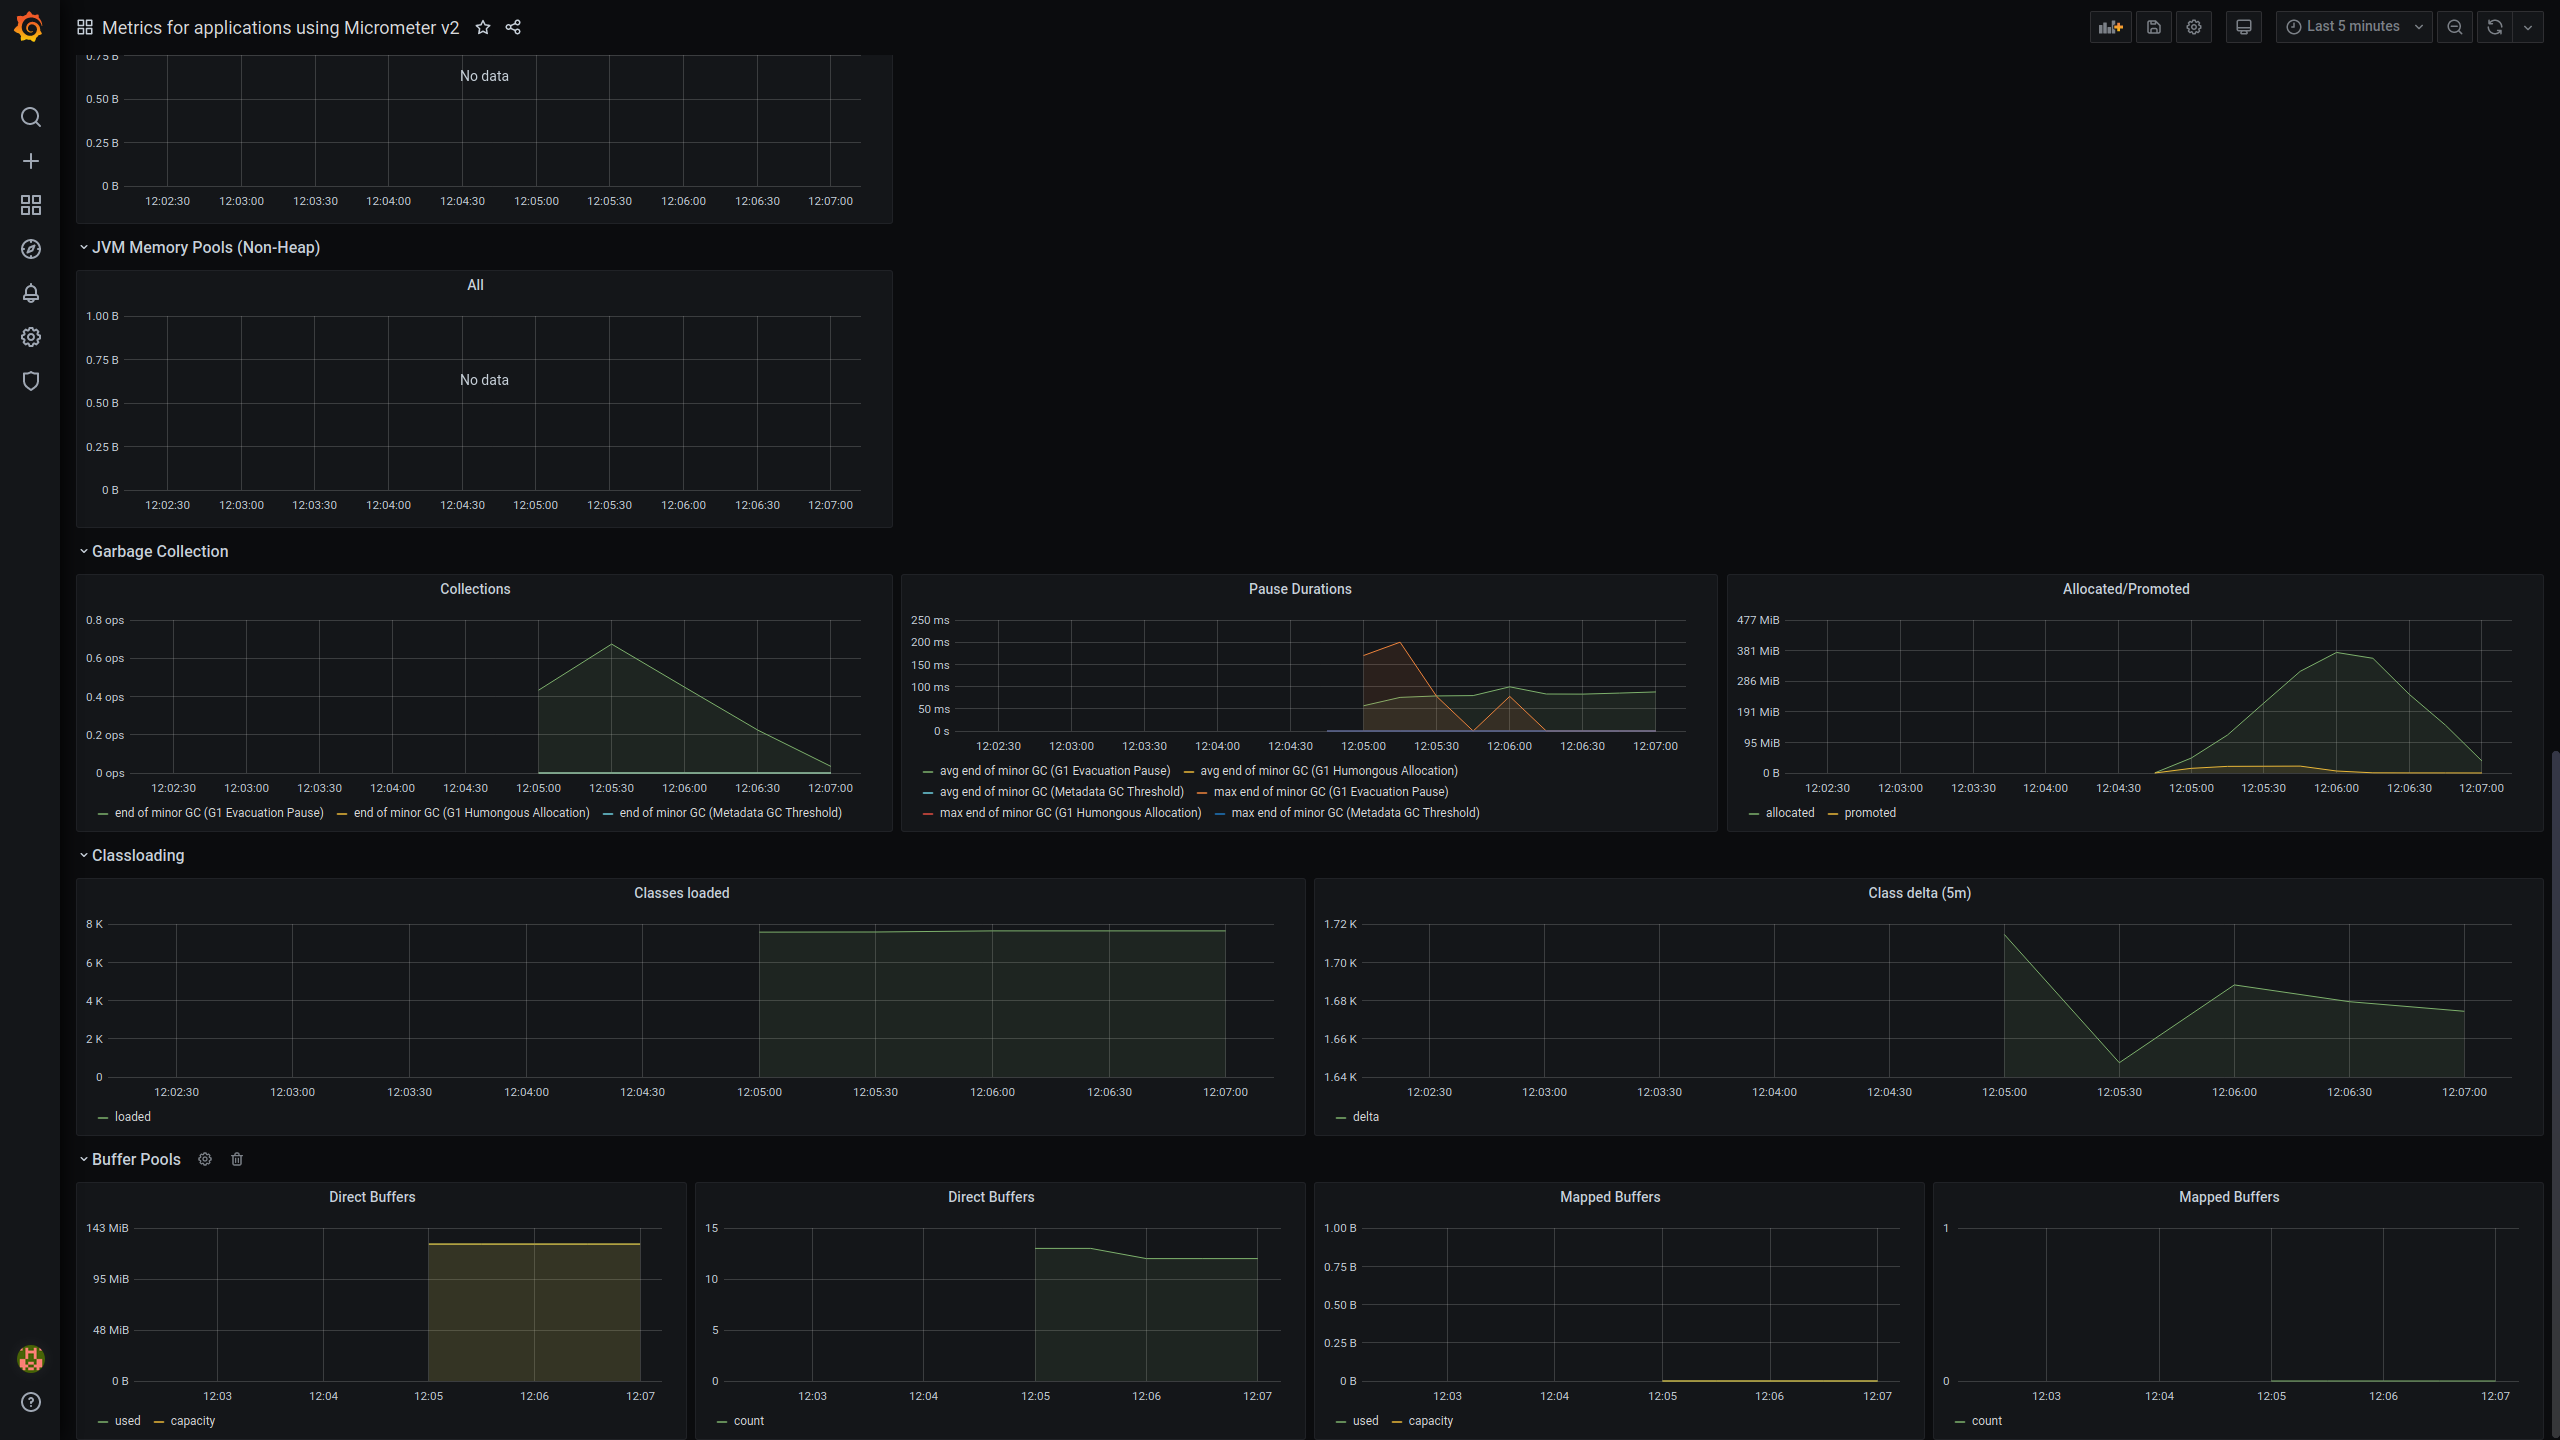 Metrics for applications using Micrometer v2
Last 5 minutes
0.75 B
No data
0.50 B
0.25 B
0 B
12:02:30 12:03:00 12:03:30 12:04:00 12:04:30 12:05:00 12:05:30 12:06:00 12:06:30 12:07:00
JVM Memory Pools (Non-Heap)
All
1.00 B
0.75 B
No data
0.50 B
0.25 B
0 B
12:02:30 12:03:00 12:03:30 12:04:00 12:04:30 12:05:00 12:05:30 12:06:00 12:06:30 12:07:00
Garbage Collection
Collections
0.8 ops
0.6 ops
0.4 ops
0.2 ops
0 ops
12:02:30 12:03:00 12:03:30 12:04:00 12:04:30 12:05:00 12:05:30 12:06:00 12:06:30 12:07:00
end of minor GC (G1 Evacuation Pause) end of minor GC (G1 Humongous Allocation) end of minor GC (Metadata GC Threshold)
Pause Durations
250 ms
200 ms
150 ms
100 ms
50 ms
0 s
12:02:30 12:03:00 12:03:30 12:04:00 12:04:30 12:05:00 12:05:30 12:06:00 12:06:30 12:07:00
avg end of minor GC (G1 Evacuation Pause) avg end of minor GC (G1 Humongous Allocation)
avg end of minor GC (Metadata GC Threshold) max end of minor GC (G1 Evacuation Pause)
max end of minor GC (G1 Humongous Allocation) max end of minor GC (Metadata GC Threshold)
Allocated/Promoted
477 MiB
381 MiB
286 MiB
191 MiB
95 MiB
0 B
12:02:30 12:03:00 12:03:30 12:04:00 12:04:30 12:05:00 12:05:30 12:06:00 12:06:30 12:07:00
allocated promoted
Classloading
Classes loaded
8 K
6 K
4 K
2 K
0
12:02:30 12:03:00 12:03:30 12:04:00 12:04:30 12:05:00 12:05:30 12:06:00 12:06:30 12:07:00
loaded
Class delta (5m)
1.72 K
1.70 K
1.68 K
1.66 K
1.64 K
12:02:30 12:03:00 12:03:30 12:04:00 12:04:30 12:05:00 12:05:30 12:06:00 12:06:30 12:07:00
delta
Buffer Pools
Direct Buffers
143 MiB
95 MiB
48 MiB
0 B
12:03 12:04 12:05 12:06 12:07
used capacity
Direct Buffers
15
10
5
0
12:03 12:04 12:05 12:06 12:07
count
Mapped Buffers
1.00 B
0.75 B
0.50 B
0.25 B
0 B
12:03 12:04 12:05 12:06 12:07
used capacity
Mapped Buffers
1
0
12:03 12:04 12:05 12:06 12:07
count